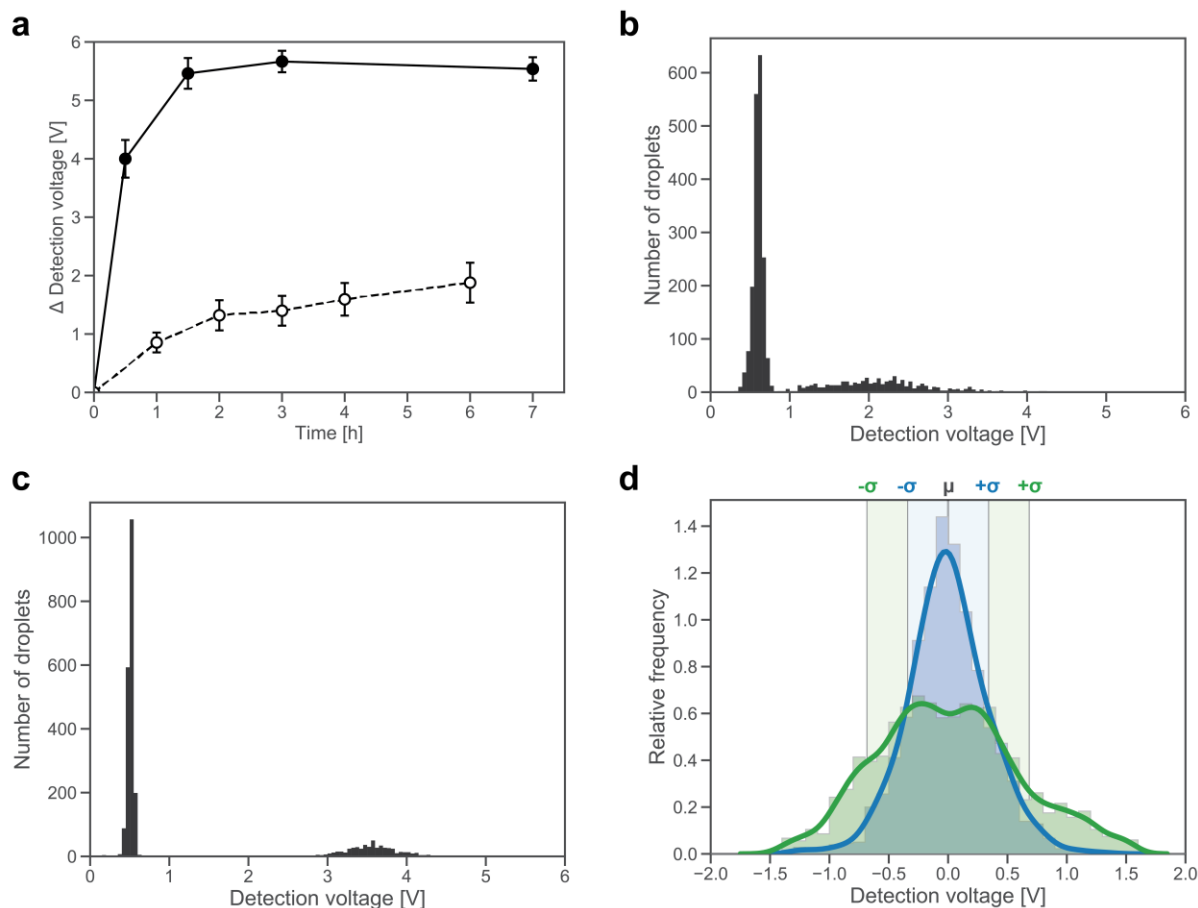 a
6
5
4
3
2
1
0
Δ Detection voltage [V]
0 1 2 3 4 5 6 7
Time [h]
b
600
500
400
300
200
100
0
Number of droplets
0 1 2 3 4 5 6
Detection voltage [V]
c
1000
800
600
400
200
0
Number of droplets
0 1 2 3 4 5 6
Detection voltage [V]
d
-σ -σ μ +σ +σ
1.4
1.2
1.0
0.8
0.6
0.4
0.2
0.0
Relative frequency
−2.0 −1.5 −1.0 −0.5 0.0 0.5 1.0 1.5 2.0
Detection voltage [V]